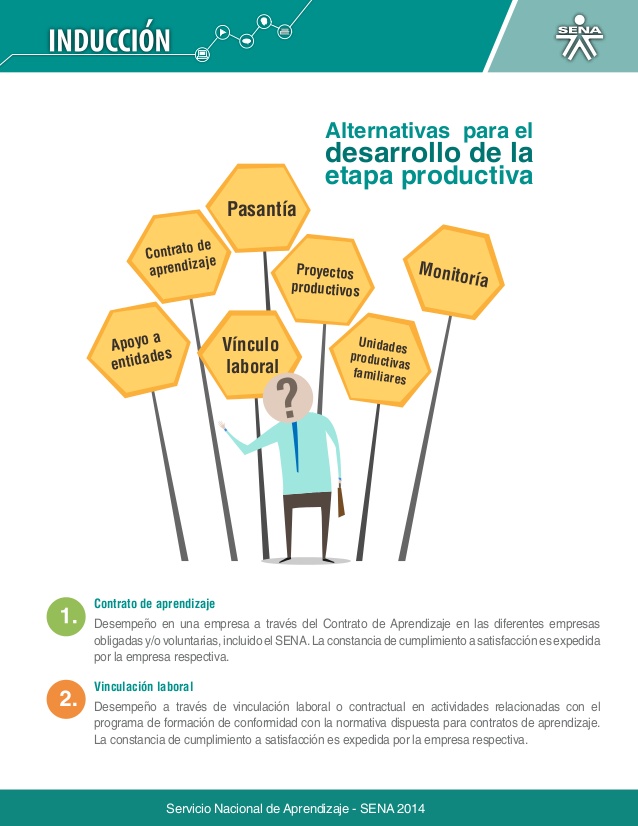 INDUCCIÓN
SENA
Alternativas para el
desarrollo de la
etapa productiva
Pasantía
Contrato de
aprendizaje
Proyectos
productivos
Monitoría
Apoyo a
entidades
Vínculo
laboral
Unidades
productivas
familiares
?
1.
Contrato de aprendizaje
Desempeño en una empresa a través del Contrato de Aprendizaje en las diferentes empresas
obligadas y/o voluntarias, incluido el SENA. La constancia de cumplimiento a satisfacción es expedida
por la empresa respectiva.
2.
Vinculación laboral
Desempeño a través de vinculación laboral o contractual en actividades relacionadas con el
programa de formación de conformidad con la normativa dispuesta para contratos de aprendizaje.
La constancia de cumplimiento a satisfacción es expedida por la empresa respectiva.
Servicio Nacional de Aprendizaje - SENA 2014